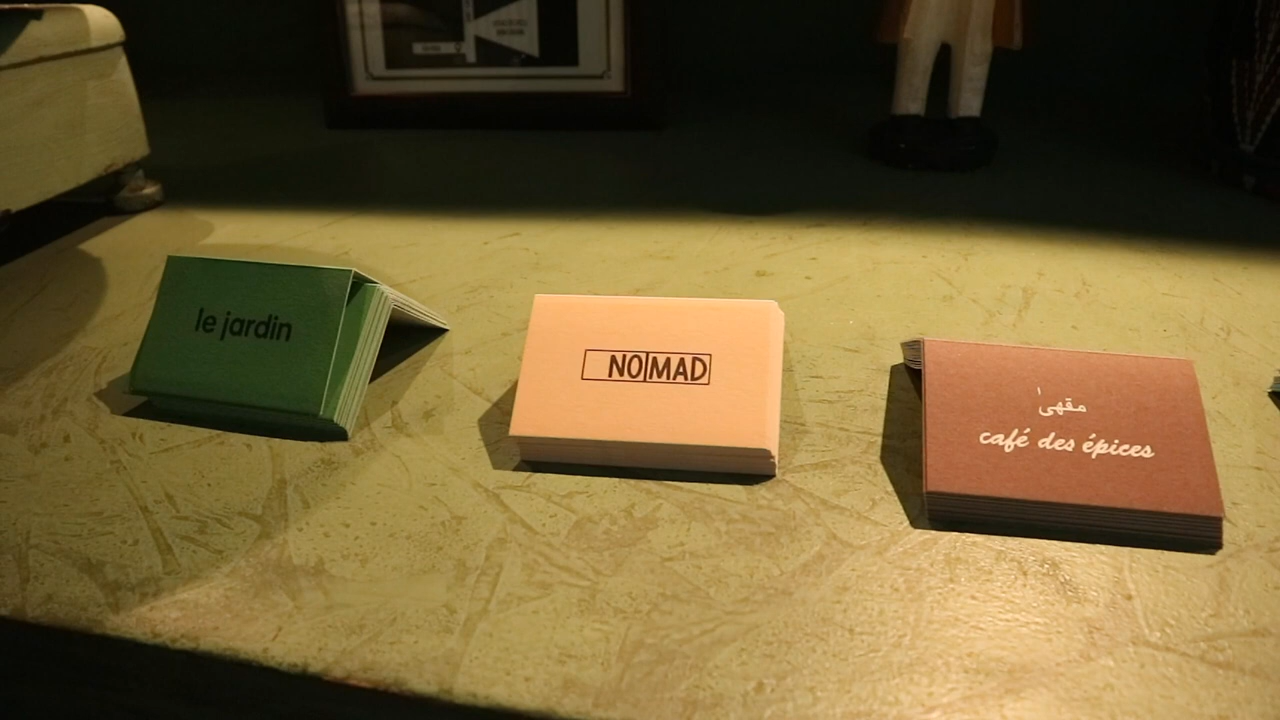 le jardin
NOMAD
مقهىٰ
café des épices